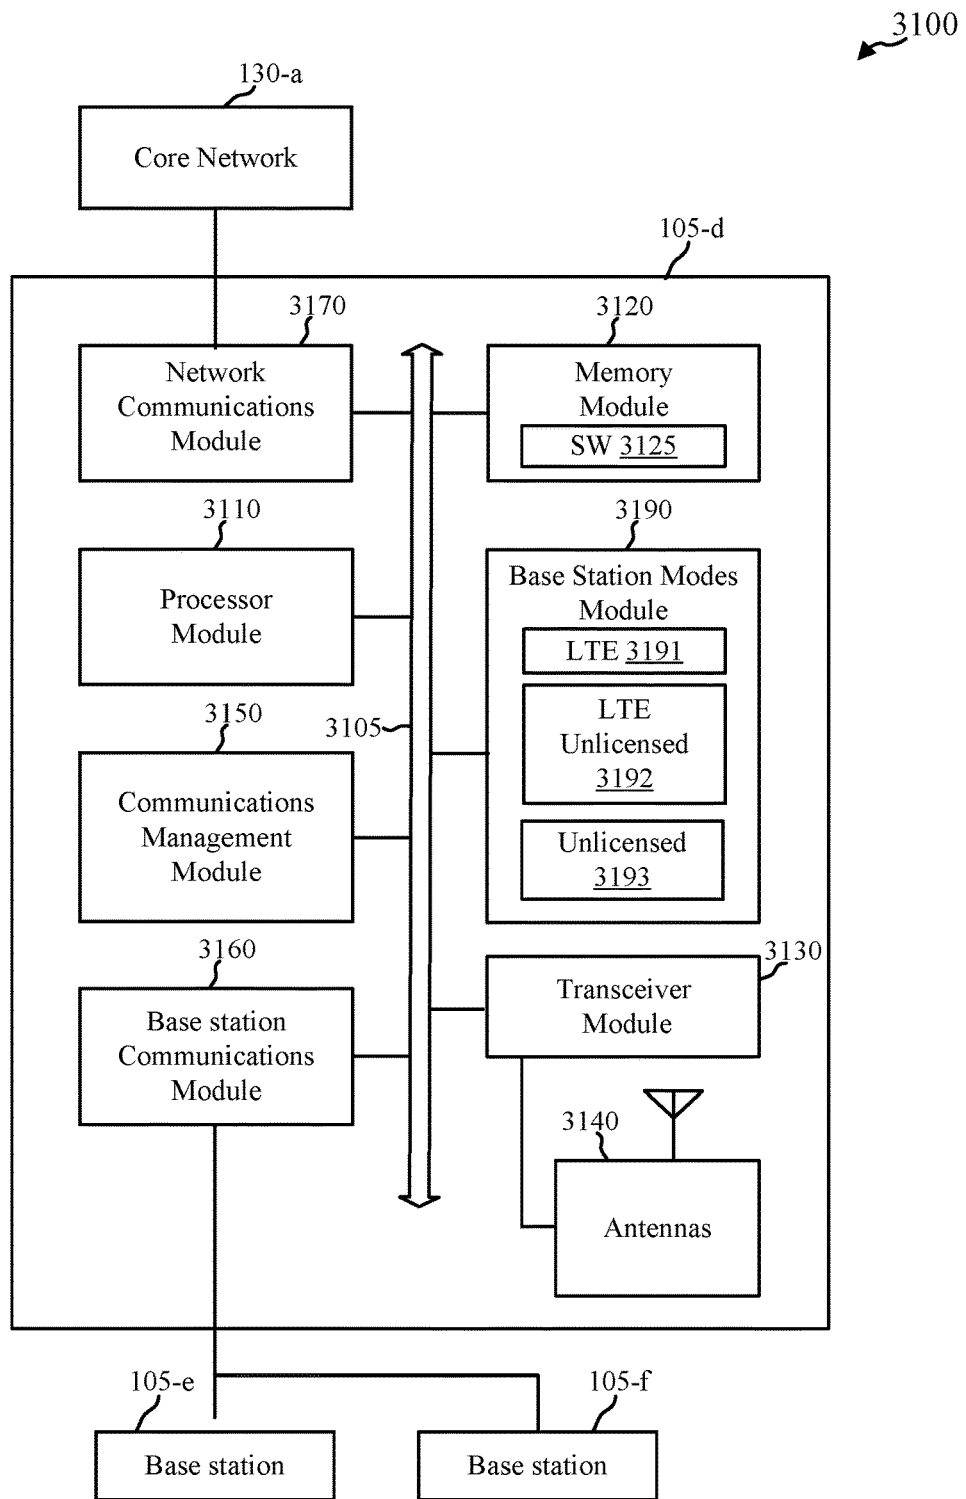 3100
130-a
Core Network
105-d
3170
Network
Communications
Module
3120
Memory
Module
SW 3125
3110
Processor
Module
3190
Base Station Modes
Module
LTE 3191
LTE
Unlicensed
3192
Unlicensed
3193
3105
3150
Communications
Management
Module
3160
Base station
Communications
Module
3130
Transceiver
Module
3140
Antennas
105-e
Base station
105-f
Base station